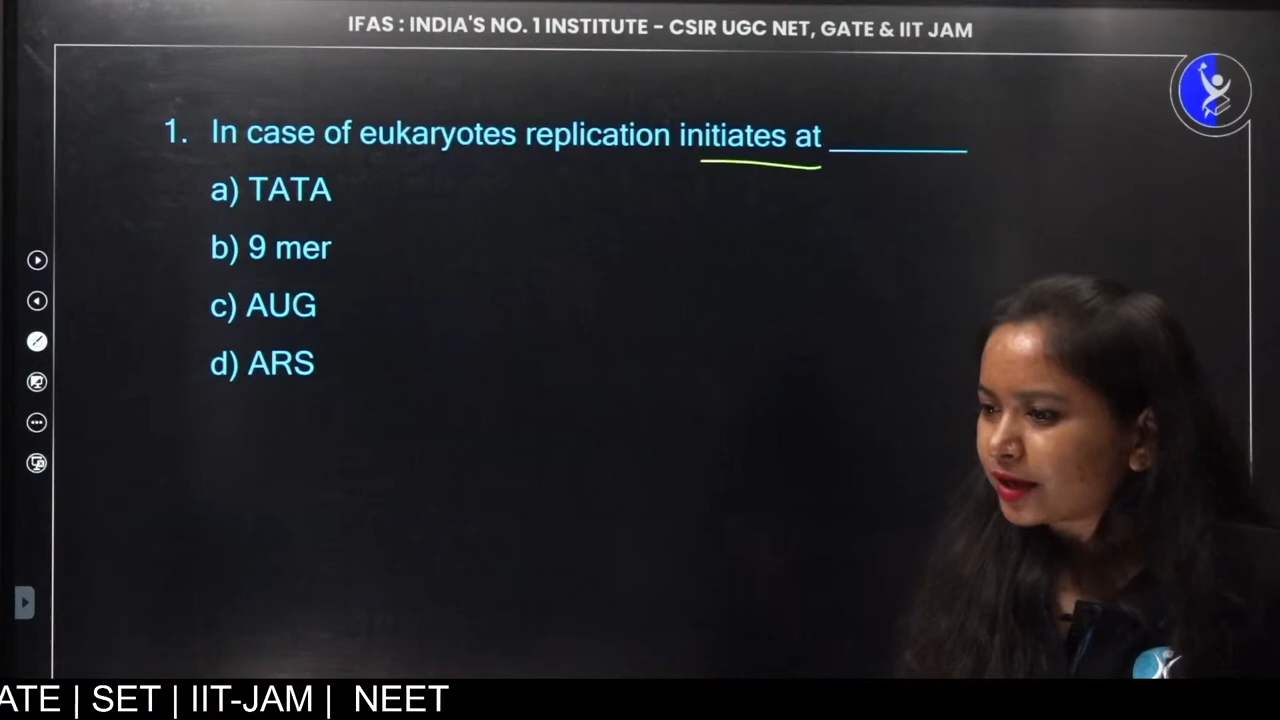 IFAS : INDIA'S NO. 1 INSTITUTE – CSIR UGC NET, GATE & IIT JAM
1. In case of eukaryotes replication initiates at _________
a) TATA
b) 9 mer
c) AUG
d) ARS
ATE | SET | IIT-JAM | NEET